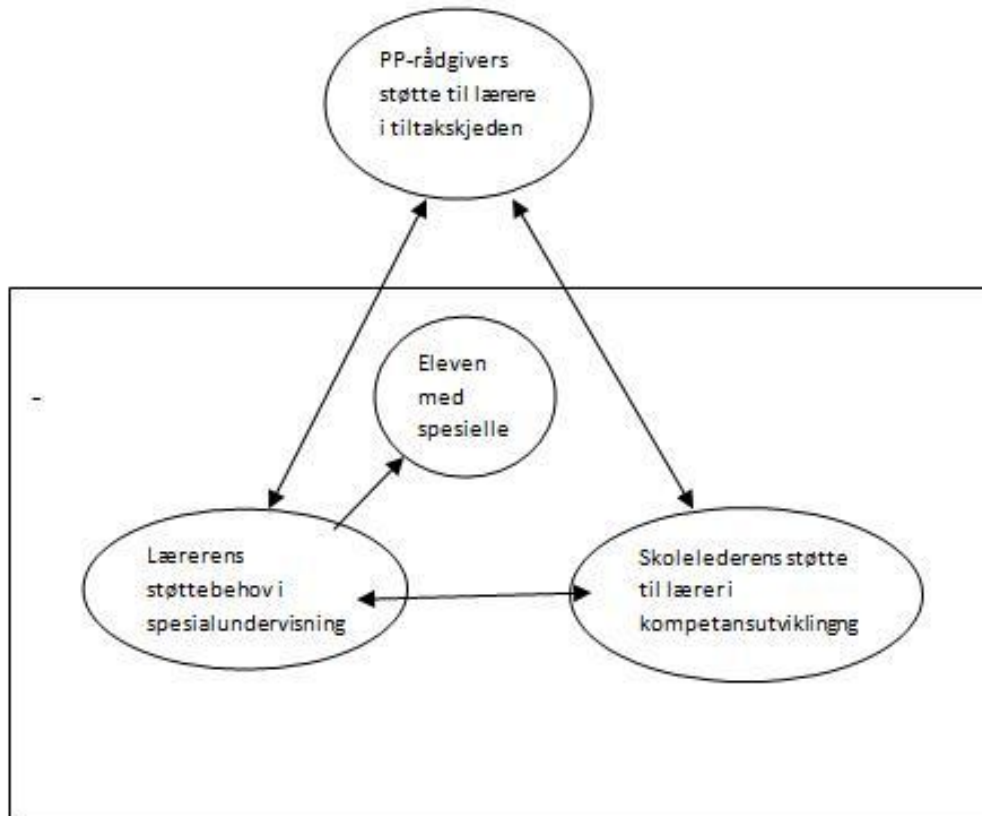 PP-rådgivers
støtte til lærere
i tiltakskjeden
Eleven
med
spesielle
-
Lærerens
støttebehov i
spesialundervisning
Skolelederens støtte
til lærer i
kompetansutviklingng